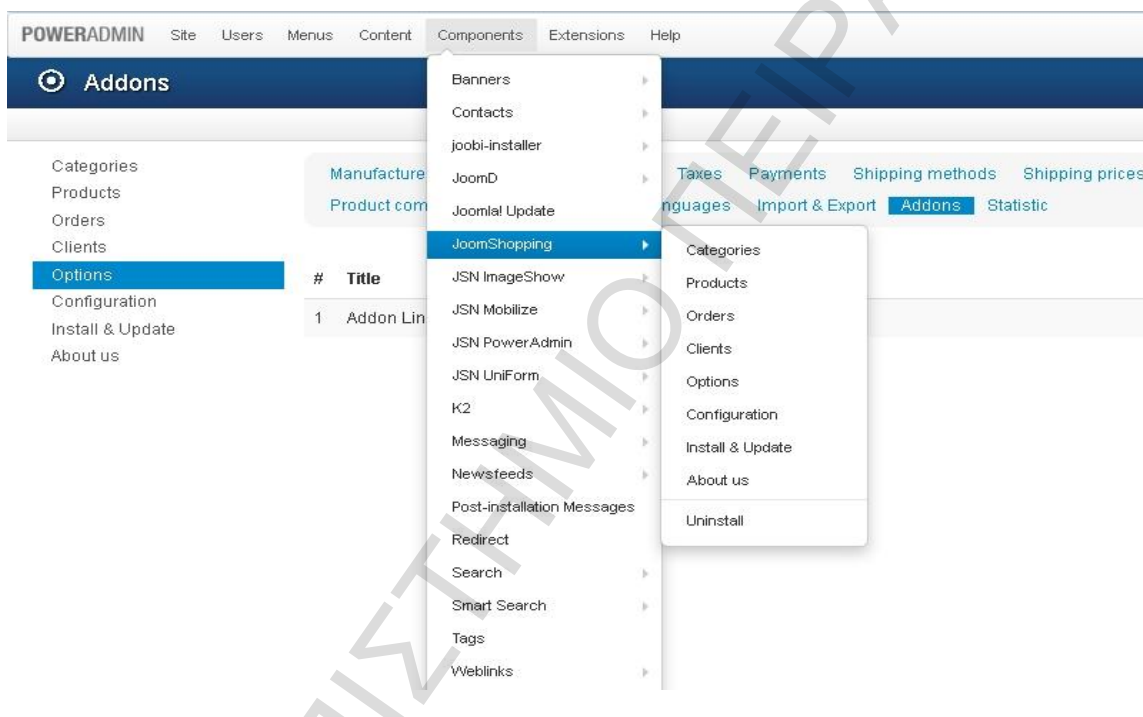 POWERADMIN Site Users Menus Content Components Extensions Help
Addons
Categories
Products
Orders
Clients
Options
Configuration
Install & Update
About us
Manufacture Taxes Payments Shipping methods Shipping prices
Product com nguages Import & Export Addons Statistic
# Title
1 Addon Lin
Banners
Contacts
joobi-installer
JoomD
Joomla! Update
JoomShopping
JSN ImageShow
JSN Mobilize
JSN PowerAdmin
JSN UniForm
K2
Messaging
Newsfeeds
Post-installation Messages
Redirect
Search
Smart Search
Tags
Weblinks
Categories
Products
Orders
Clients
Options
Configuration
Install & Update
About us
Uninstall
ΜΙΣΤΗΜΙΟ ΠΕΙΡΑ